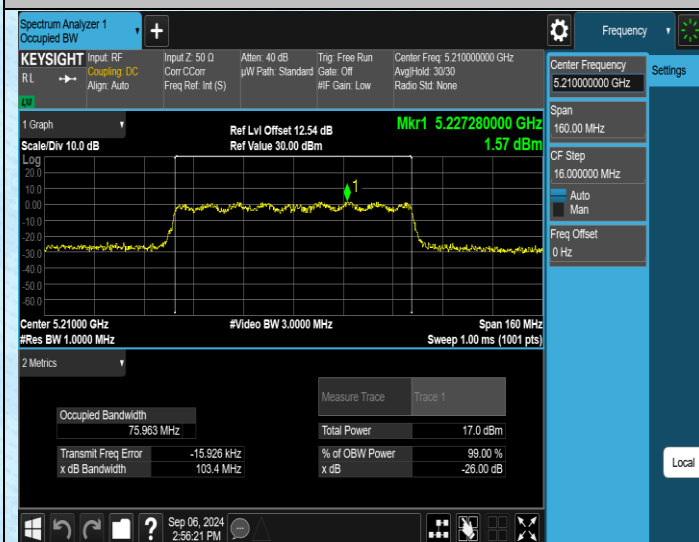 Spectrum Analyzer 1
Occupied BW
Frequency
KEYSIGHT
RL
LXI
Input: RF
Coupling: DC
Align: Auto
Input Z: 50 Ω
Corr CCorr
Freq Ref: Int (S)
Atten: 40 dB
µW Path: Standard
Trig: Free Run
Gate: Off
#IF Gain: Low
Center Freq: 5.210000000 GHz
Avg|Hold: 30/30
Radio Std: None
Center Frequency
5.210000000 GHz
Settings
Span
160.00 MHz
CF Step
16.000000 MHz
Auto
Man
Freq Offset
0 Hz
1 Graph
Scale/Div 10.0 dB
Ref Lvl Offset 12.54 dB
Ref Value 30.00 dBm
Mkr1 5.227280000 GHz
1.57 dBm
Log
20.0
10.0
0.00
-10.0
-20.0
-30.0
-40.0
-50.0
-60.0
1
Center 5.21000 GHz
#Res BW 1.0000 MHz
#Video BW 3.0000 MHz
Span 160 MHz
Sweep 1.00 ms (1001 pts)
2 Metrics
Measure Trace Trace 1
Occupied Bandwidth
75.963 MHz
Total Power 17.0 dBm
Transmit Freq Error -15.926 kHz
% of OBW Power 99.00 %
x dB Bandwidth 103.4 MHz
x dB -26.00 dB
Local
?
Sep 06, 2024
2:56:21 PM